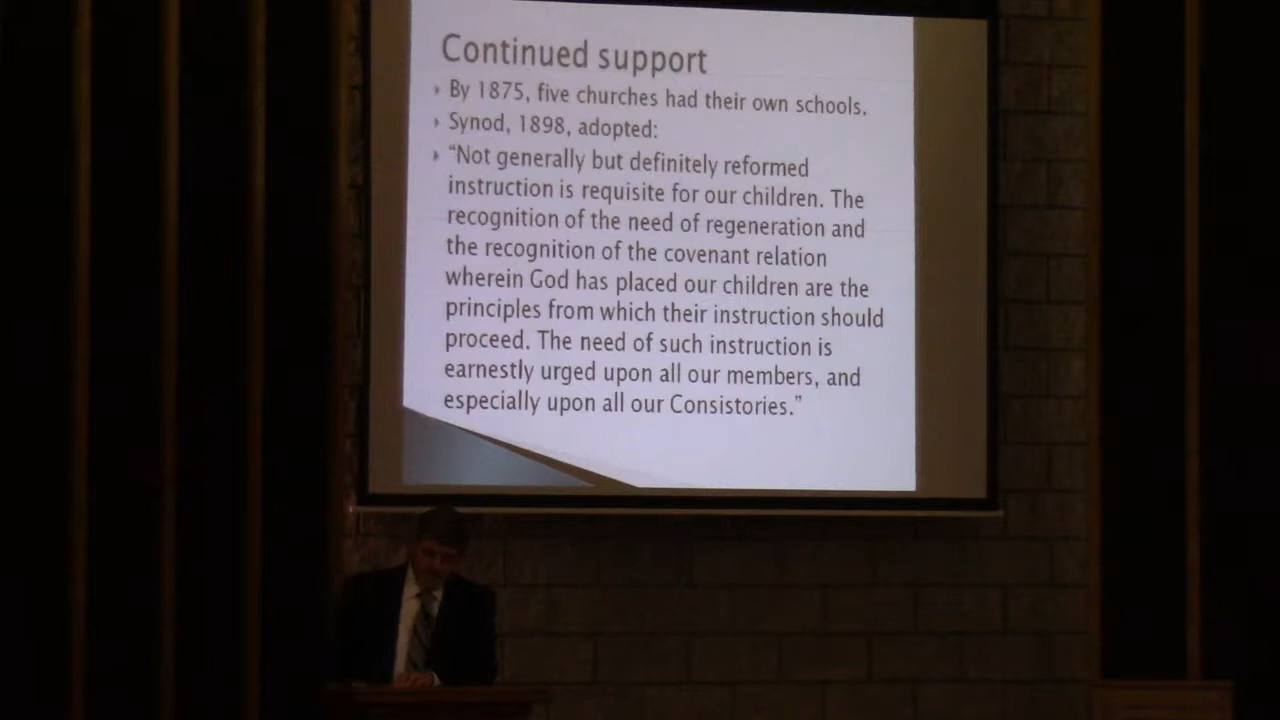 Continued support
By 1875, five churches had their own schools.
Synod, 1898, adopted:
“Not generally but definitely reformed
instruction is requisite for our children. The
recognition of the need of regeneration and
the recognition of the covenant relation
wherein God has placed our children are the
principles from which their instruction should
proceed. The need of such instruction is
earnestly urged upon all our members, and
especially upon all our Consistories.”